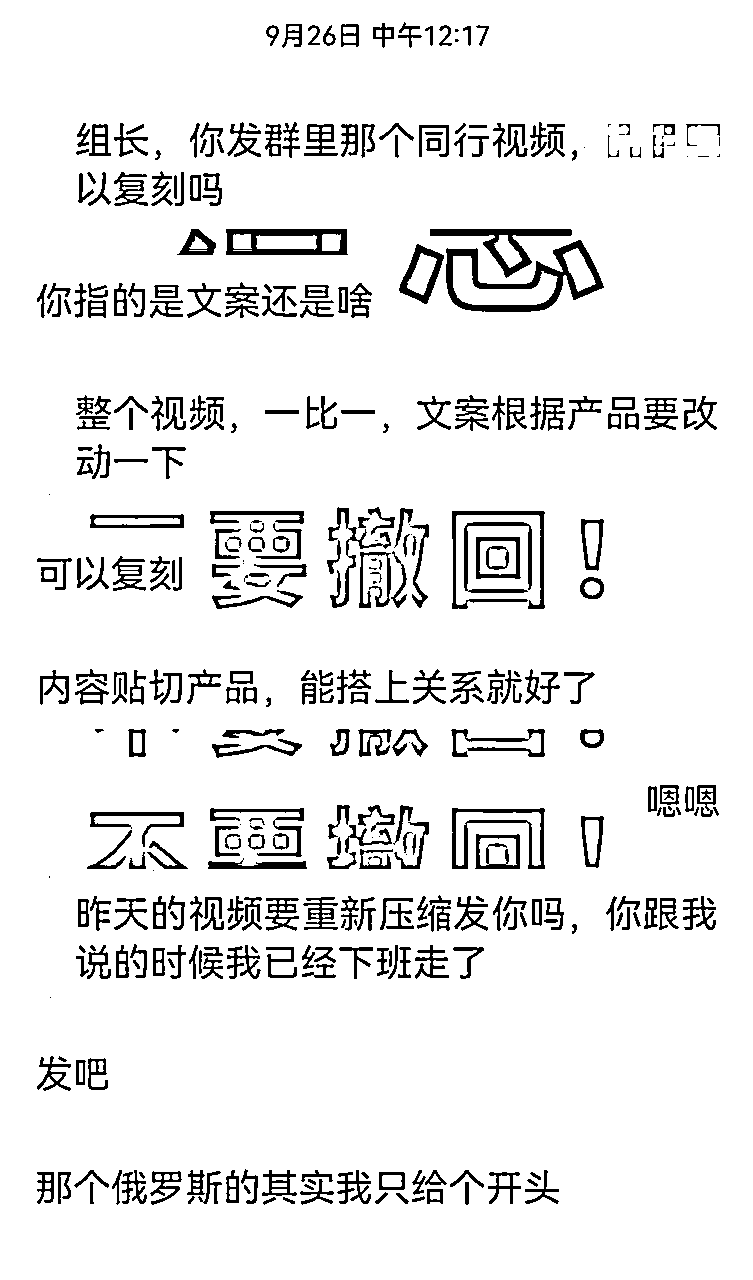 9月26日 中午12:17
组长，你发群里那个同行视频，
以复刻吗
你指的是文案还是啥
整个视频，一比一，文案根据产品要改
动一下
要撤回！
可以复刻
内容贴切产品，能搭上关系就好了
嗯嗯
不要撤回！
昨天的视频要重新压缩发你吗，你跟我
说的时候我已经下班走了
发吧
那个俄罗斯的其实我只给个开头